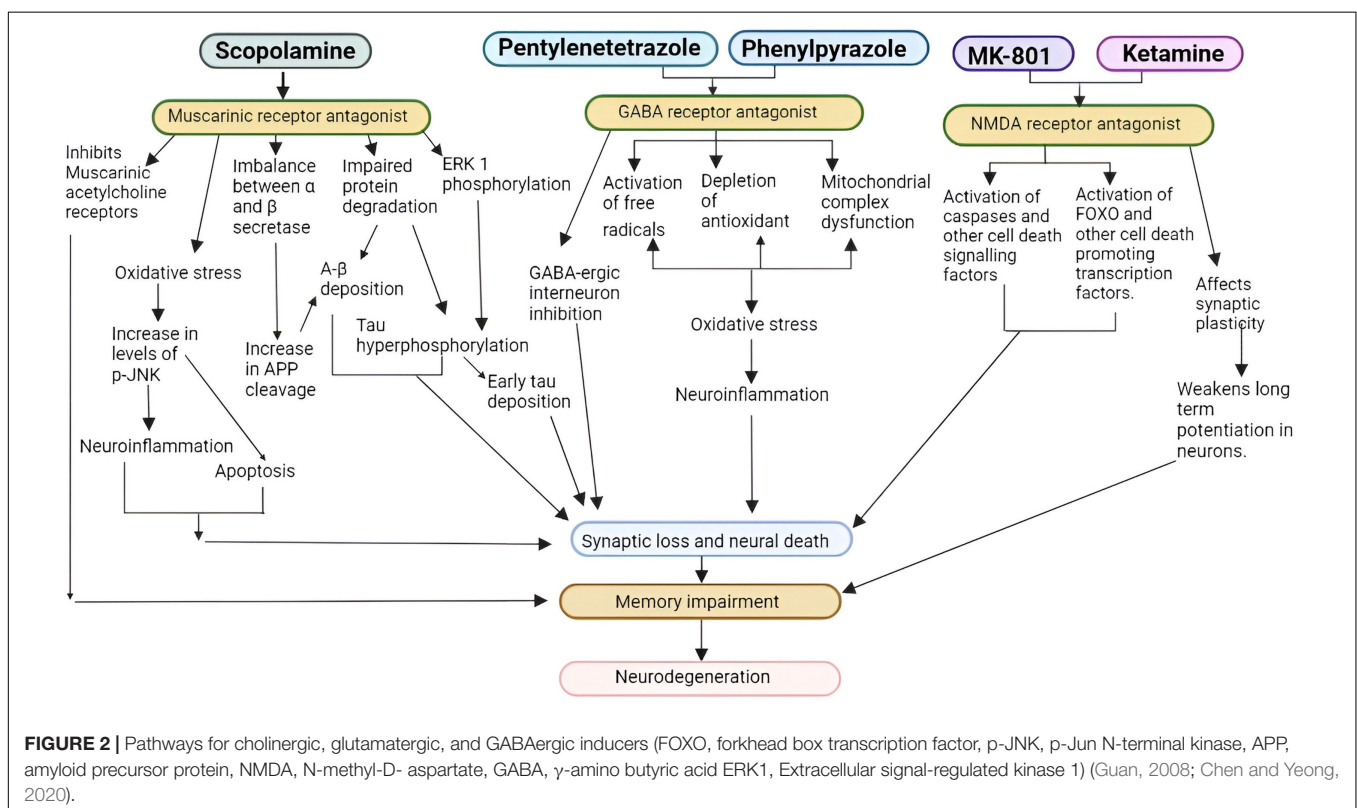 Scopolamine
Pentylenetetrazole
Phenylpyrazole
MK-801
Ketamine
Muscarinic receptor antagonist
GABA receptor antagonist
NMDA receptor antagonist
Inhibits
Muscarinic
acetylcholine
receptors
Imbalance
between α
and β
secretase
Impaired
protein
degradation
ERK 1
phosphorylation
Activation
of free
radicals
Depletion
of
antioxidant
Mitochondrial
complex
dysfunction
Activation of
caspases and
other cell death
signalling
factors
Activation of
FOXO and
other cell death
promoting
transcription
factors.
Oxidative stress
A-β
deposition
GABA-ergic
interneuron
inhibition
Affects
synaptic
plasticity
Increase in
levels of
p-JNK
Increase
in APP
cleavage
Tau
hyperphosphorylation
Early tau
deposition
Oxidative stress
Neuroinflammation
Weakens long
term
potentiation in
neurons.
Neuroinflammation
Apoptosis
Synaptic loss and neural death
Memory impairment
Neurodegeneration
FIGURE 2 | Pathways for cholinergic, glutamatergic, and GABAergic inducers (FOXO, forkhead box transcription factor, p-JNK, p-Jun N-terminal kinase, APP,
amyloid precursor protein, NMDA, N-methyl-D- aspartate, GABA, γ-amino butyric acid ERK1, Extracellular signal-regulated kinase 1) (Guan, 2008; Chen and Yeong,
2020).